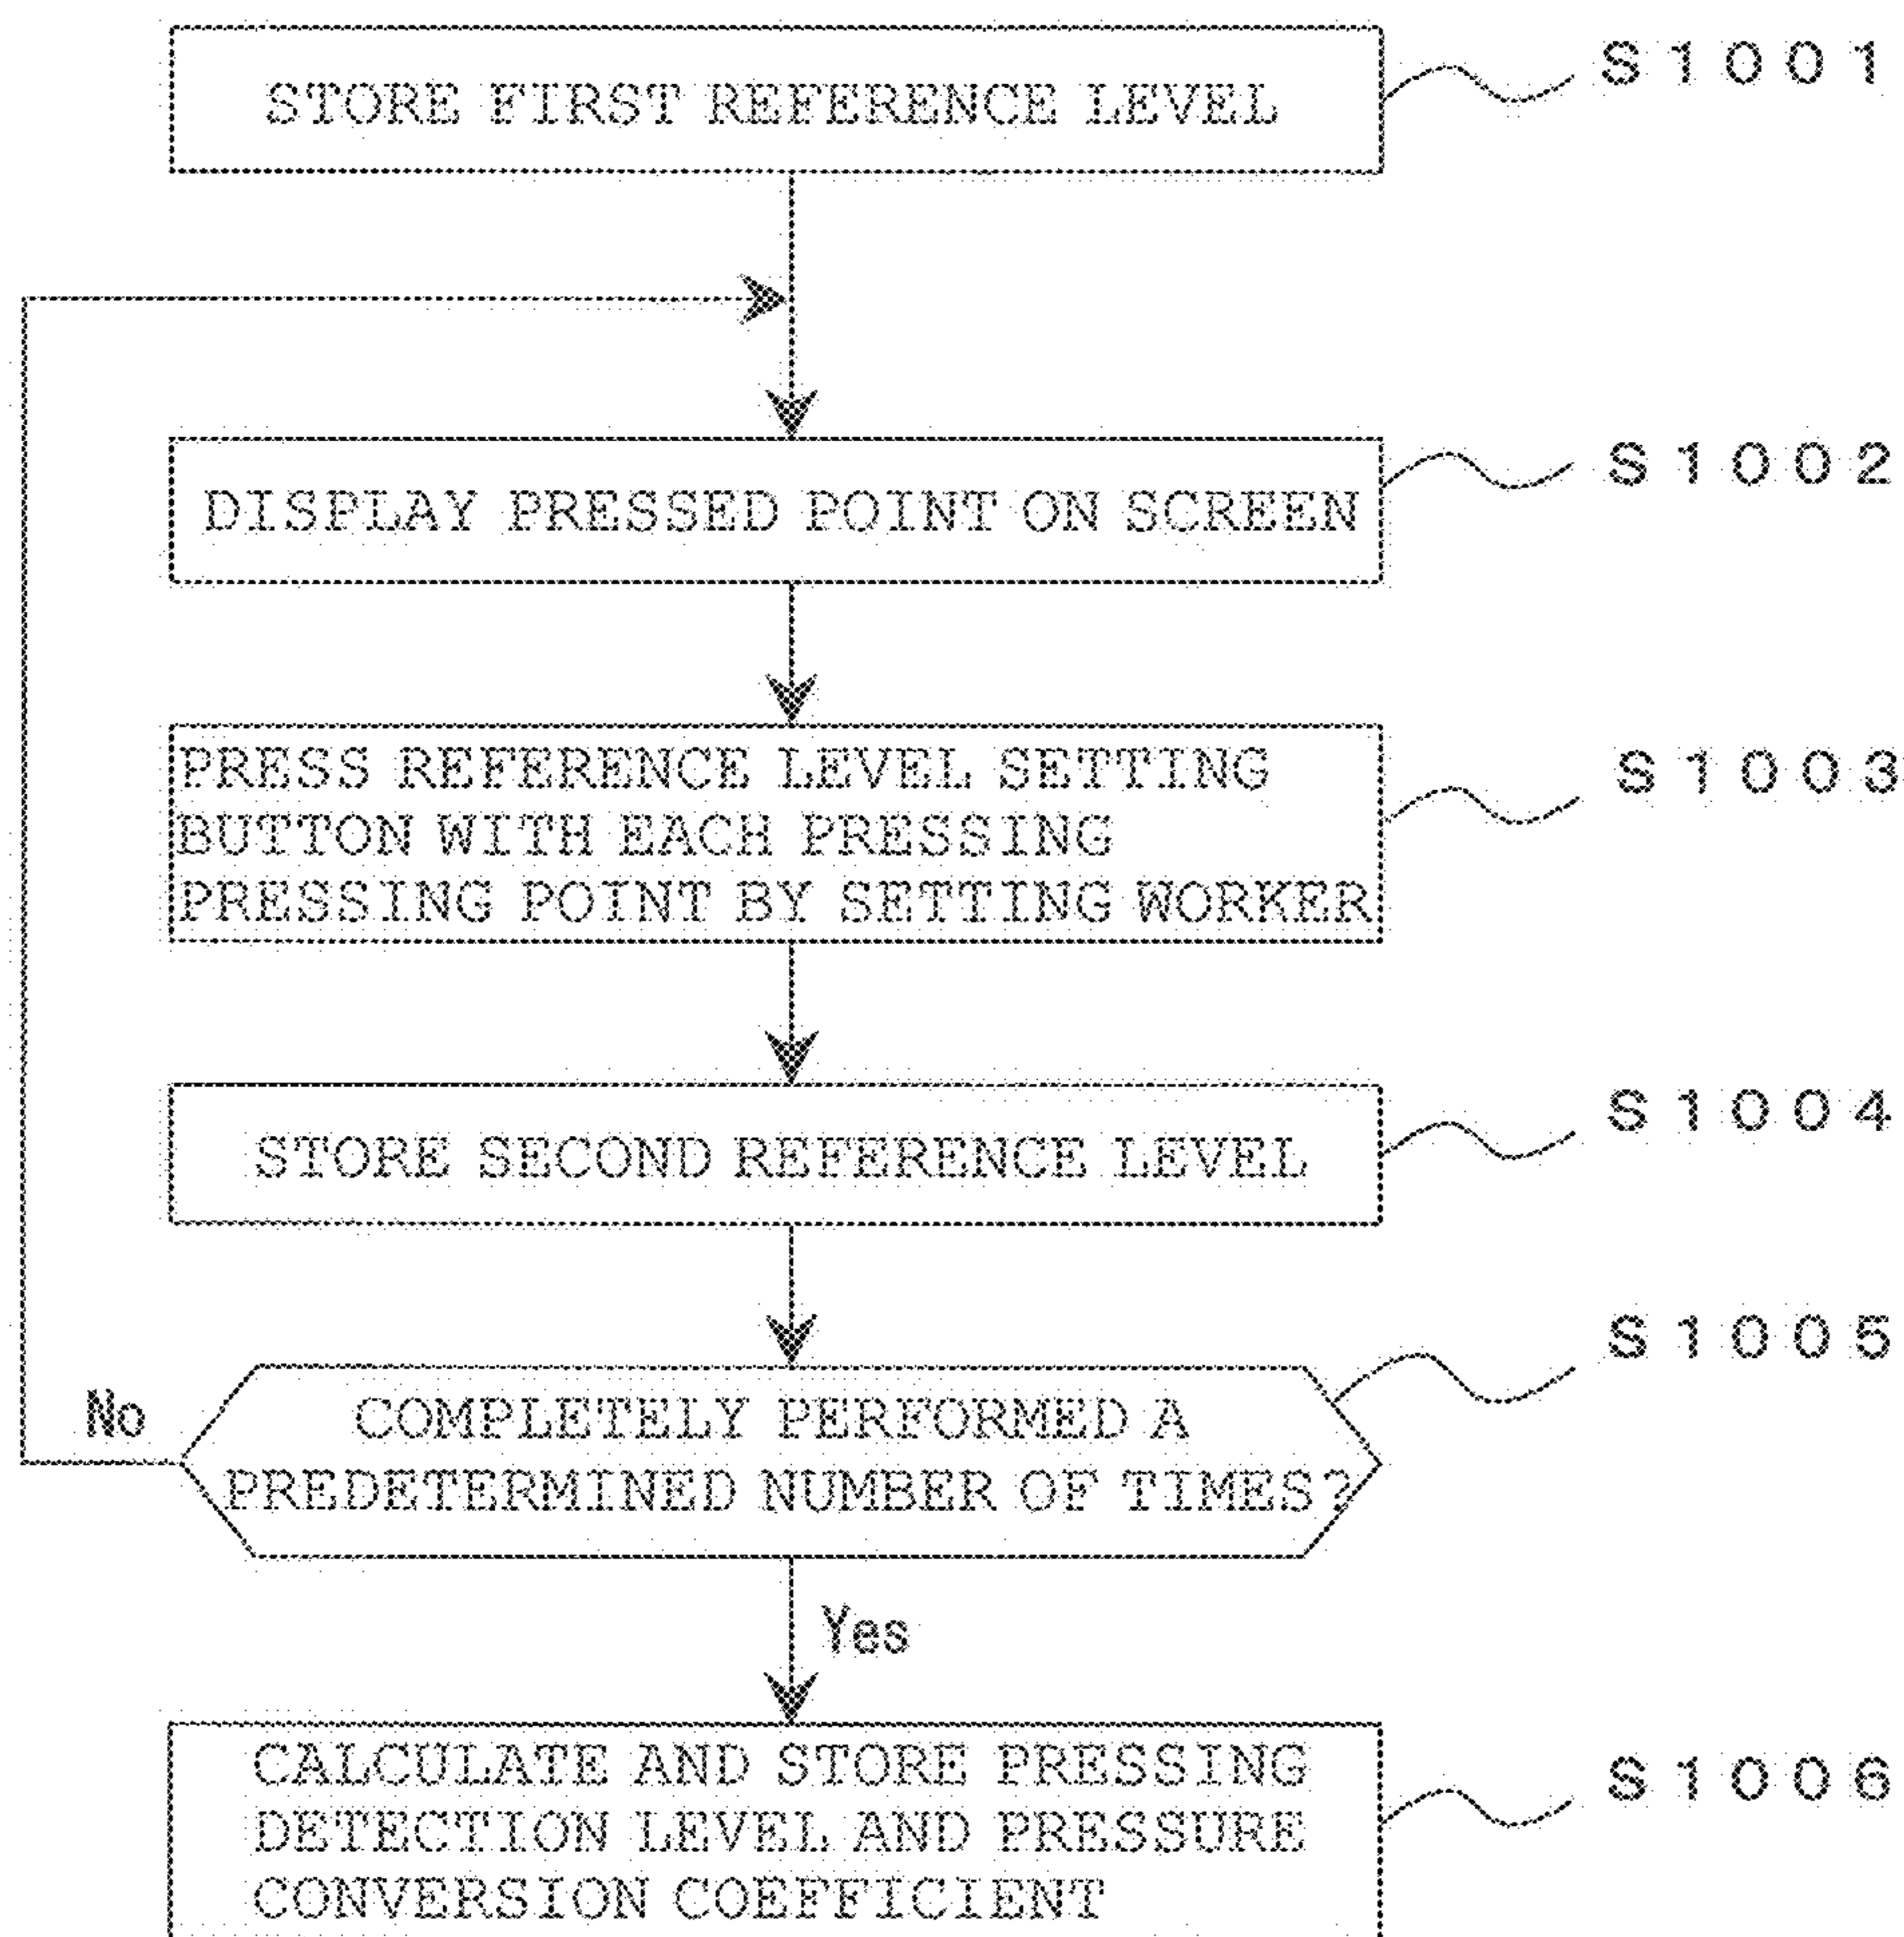 STORE FIRST REFERENCE LEVEL
S1001
DISPLAY PRESSED POINT ON SCREEN
S1002
PRESS REFERENCE LEVEL SETTING
BUTTON WITH EACH PRESSING
PRESSING POINT BY SETTING WORKER
S1003
STORE SECOND REFERENCE LEVEL
S1004
COMPLETELY PERFORMED A
PREDETERMINED NUMBER OF TIMES?
S1005
No
Yes
CALCULATE AND STORE PRESSING
DETECTION LEVEL AND PRESSURE
CONVERSION COEFFICIENT
S1006